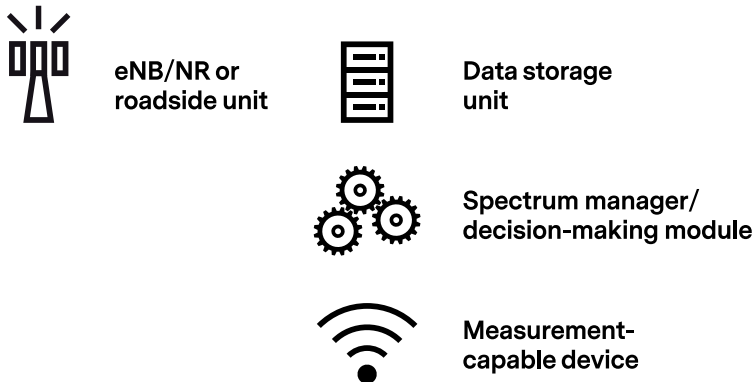 eNB/NR or
roadside unit
Data storage
unit
Spectrum manager/
decision-making module
Measurement-
capable device